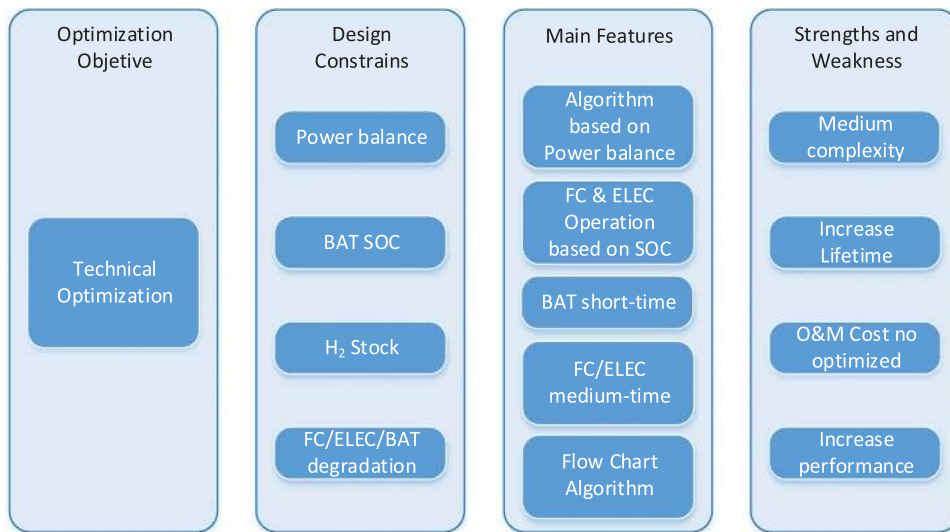 Optimization
Objetive
Technical
Optimization
Design
Constrains
Power balance
BAT SOC
H₂ Stock
FC/ELEC/BAT
degradation
Main Features
Algorithm
based on
Power balance
FC & ELEC
Operation
based on SOC
BAT short-time
FC/ELEC
medium-time
Flow Chart
Algorithm
Strengths and
Weakness
Medium
complexity
Increase
Lifetime
O&M Cost no
optimized
Increase
performance